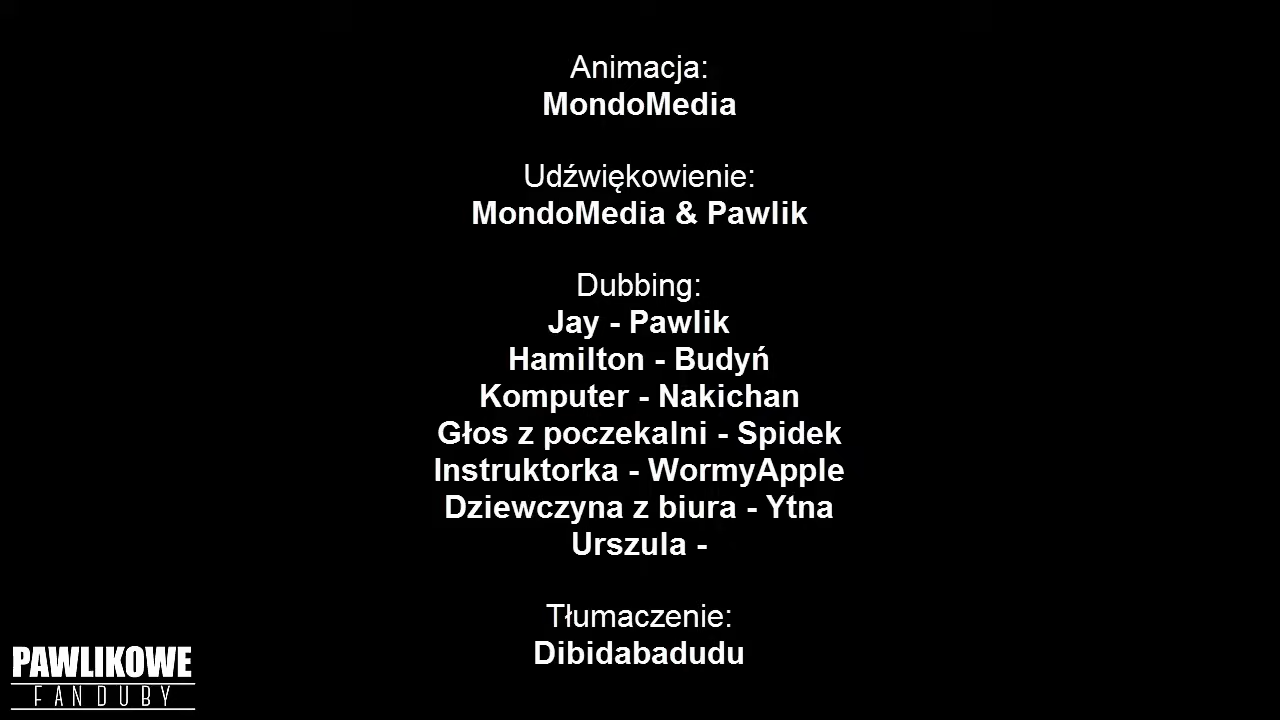 Animacja:
MondoMedia
Udźwiękowienie:
MondoMedia & Pawlik
Dubbing:
Jay - Pawlik
Hamilton - Budyń
Komputer - Nakichan
Głos z poczekalni - Spidek
Instruktorka - WormyApple
Dziewczyna z biura - Ytna
Urszula -
Tłumaczenie:
Dibidabadudu
PAWLIKOWE
FANDUBY